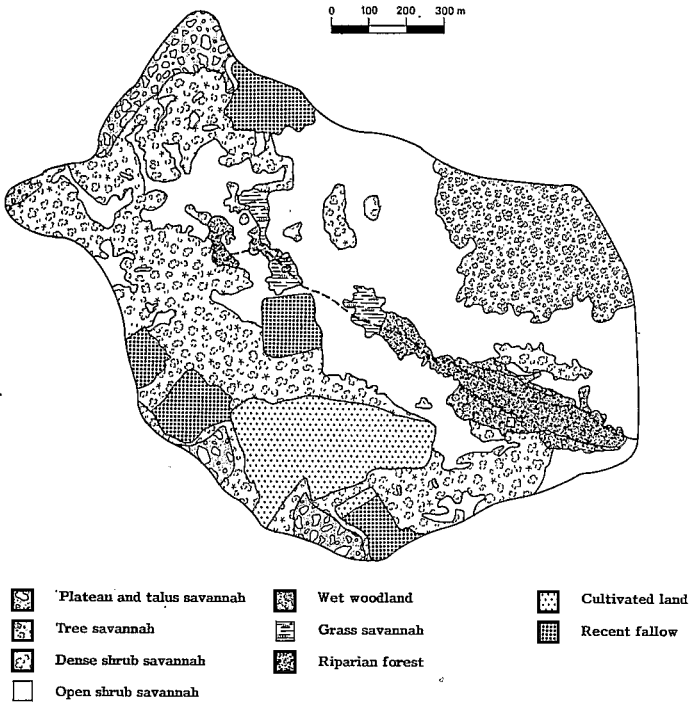 0 100 200 300 m
Plateau and talus savannah
Tree savannah
Dense shrub savannah
Open shrub savannah
Wet woodland
Grass savannah
Riparian forest
Cultivated land
Recent fallow